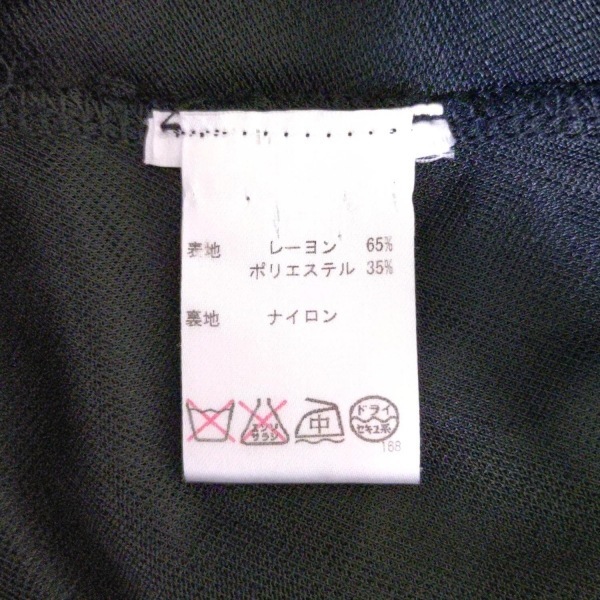 表地 レーヨン 65%
ポリエステル 35%
裏地 ナイロン
エンソ
サラシ
中
ドライ
セキユ系
188